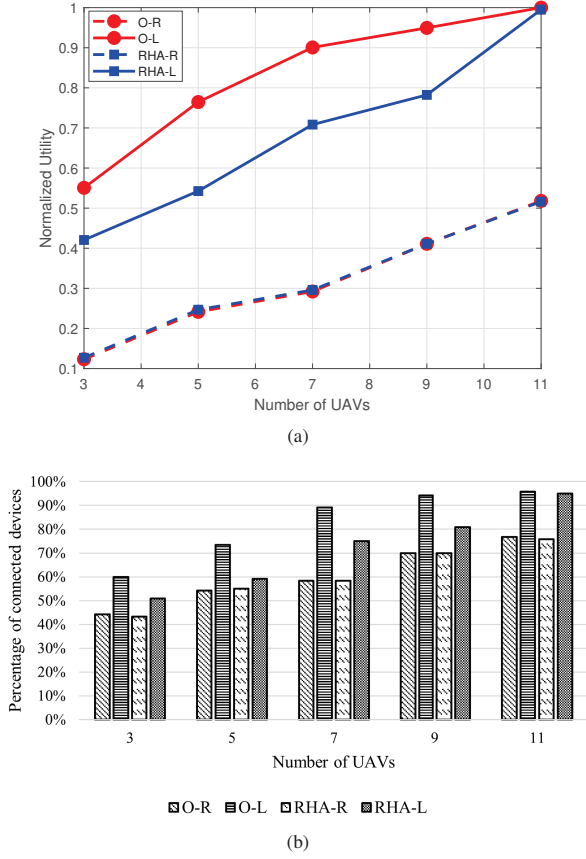 1
0.9
0.8
0.7
0.6
0.5
0.4
0.3
0.2
0.1
Normalized Utility
O-R
O-L
RHA-R
RHA-L
3 4 5 6 7 8 9 10 11
Number of UAVs
(a)
100%
90%
80%
70%
60%
50%
40%
30%
20%
10%
0%
Percentage of connected devices
3 5 7 9 11
Number of UAVs
O-R O-L RHA-R RHA-L
(b)